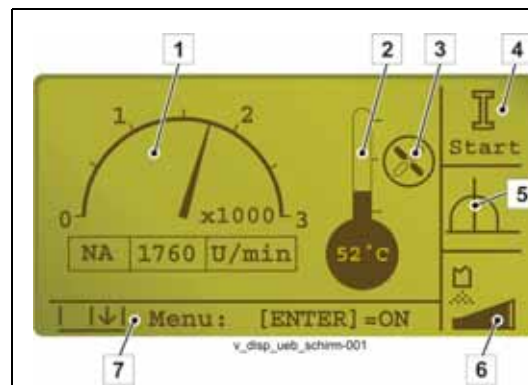 1
2
3
4
1
2
I
Start
5
0
x1000
3
NA 1760 U/min
52°C
Menu: [ENTER]=ON
v_disp_ueb_schirm-001
7
6